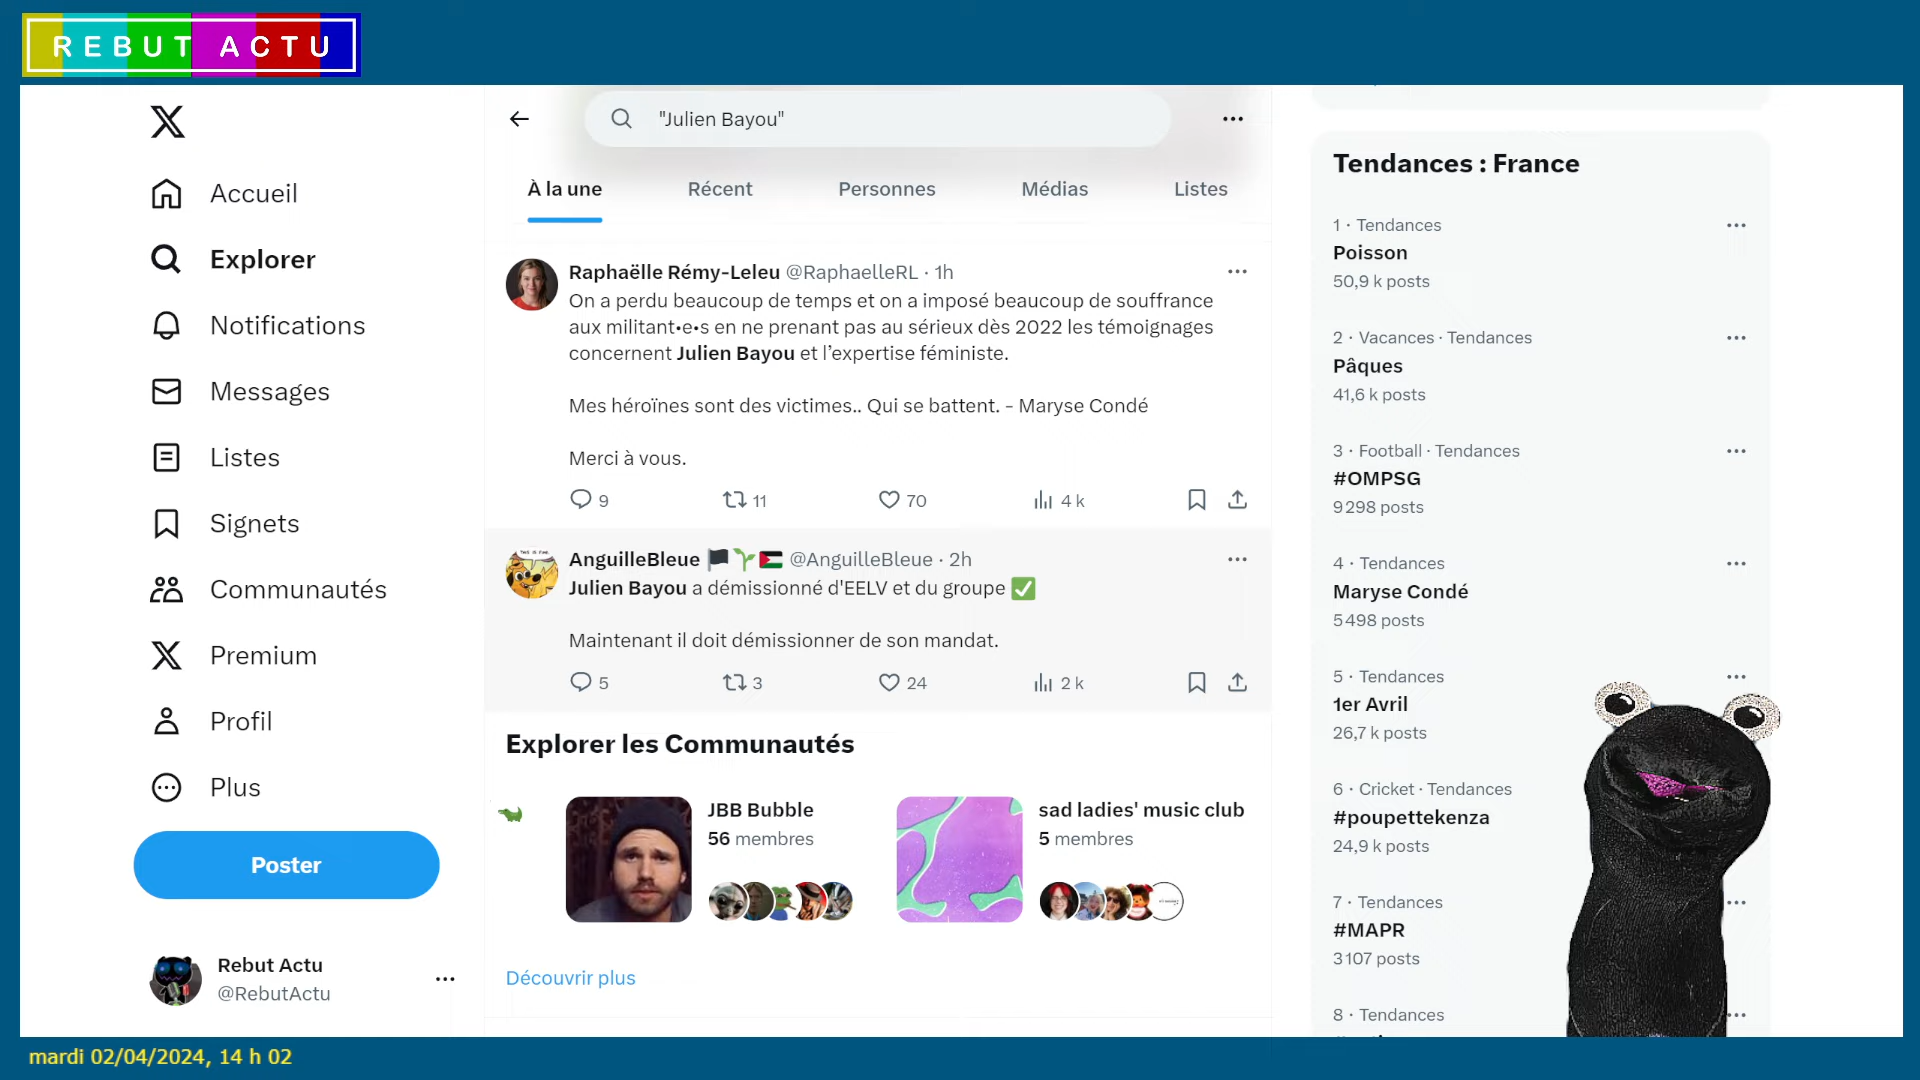 REBUT ACTU
Accueil
Explorer
Notifications
Messages
Listes
Signets
Communautés
Premium
Profil
Plus
Poster
Rebut Actu
@RebutActu
"Julien Bayou"
À la une
Récent
Personnes
Médias
Listes
Raphaëlle Rémy-Leleu @RaphaelleRL · 1h
On a perdu beaucoup de temps et on a imposé beaucoup de souffrance
aux militant•e•s en ne prenant pas au sérieux dès 2022 les témoignages
concernent Julien Bayou et l’expertise féministe.
Mes héroïnes sont des victimes.. Qui se battent. - Maryse Condé
Merci à vous.
9 11 70 4 k
AnguilleBleue 🏴🌱🇵🇸 @AnguilleBleue · 2h
Julien Bayou a démissionné d'EELV et du groupe ✅
Maintenant il doit démissionner de son mandat.
5 3 24 2 k
Explorer les Communautés
JBB Bubble
56 membres
sad ladies' music club
5 membres
Découvrir plus
Tendances : France
1 · Tendances
Poisson
50,9 k posts
2 · Vacances · Tendances
Pâques
41,6 k posts
3 · Football · Tendances
#OMPSG
9 298 posts
4 · Tendances
Maryse Condé
5 498 posts
5 · Tendances
1er Avril
26,7 k posts
6 · Cricket · Tendances
#poupettekenza
24,9 k posts
7 · Tendances
#MAPR
3 107 posts
8 · Tendances
mardi 02/04/2024, 14 h 02